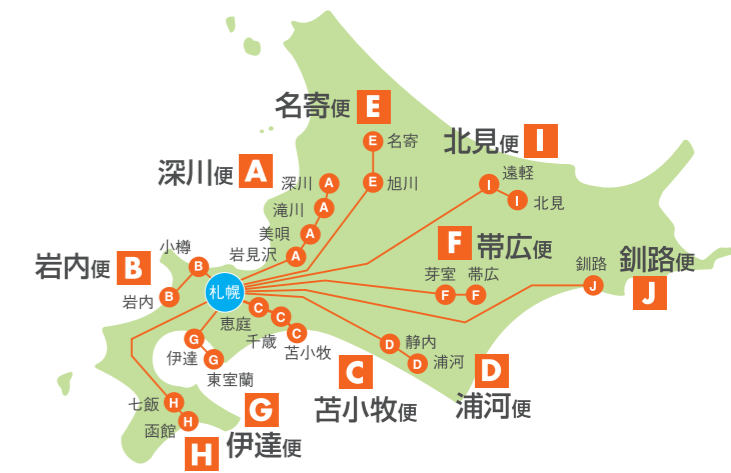 名寄便 E
E 名寄
E 旭川
北見便 I
遠軽
I
I 北見
深川便 A
深川 A
滝川 A
美唄 A
岩見沢 A
小樽
B
岩内便 B
岩内 B
札幌
F 帯広便
芽室 帯広
F F
釧路
J
釧路便
J
恵庭 C
千歳 C
苫小牧 C
C
苫小牧便
D 静内
D 浦河
D
浦河便
G
伊達
G
東室蘭
G
伊達便
七飯 H
函館 H
H